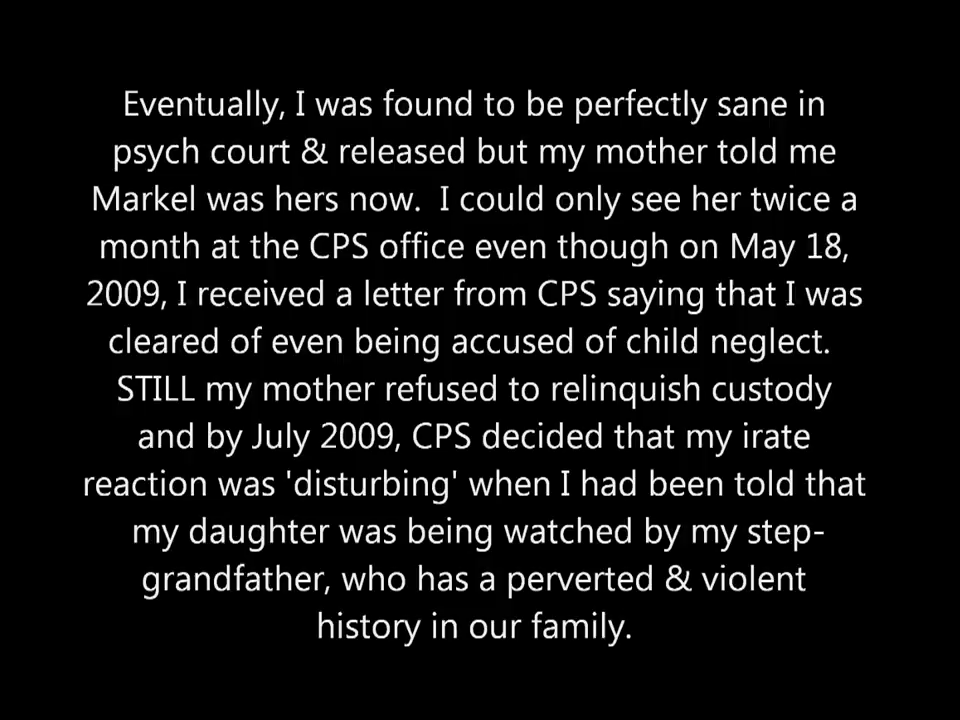 Eventually, I was found to be perfectly sane in
psych court & released but my mother told me
Markel was hers now.  I could only see her twice a
month at the CPS office even though on May 18,
2009, I received a letter from CPS saying that I was
cleared of even being accused of child neglect.
STILL my mother refused to relinquish custody
and by July 2009, CPS decided that my irate
reaction was 'disturbing' when I had been told that
my daughter was being watched by my step-
grandfather, who has a perverted & violent
history in our family.